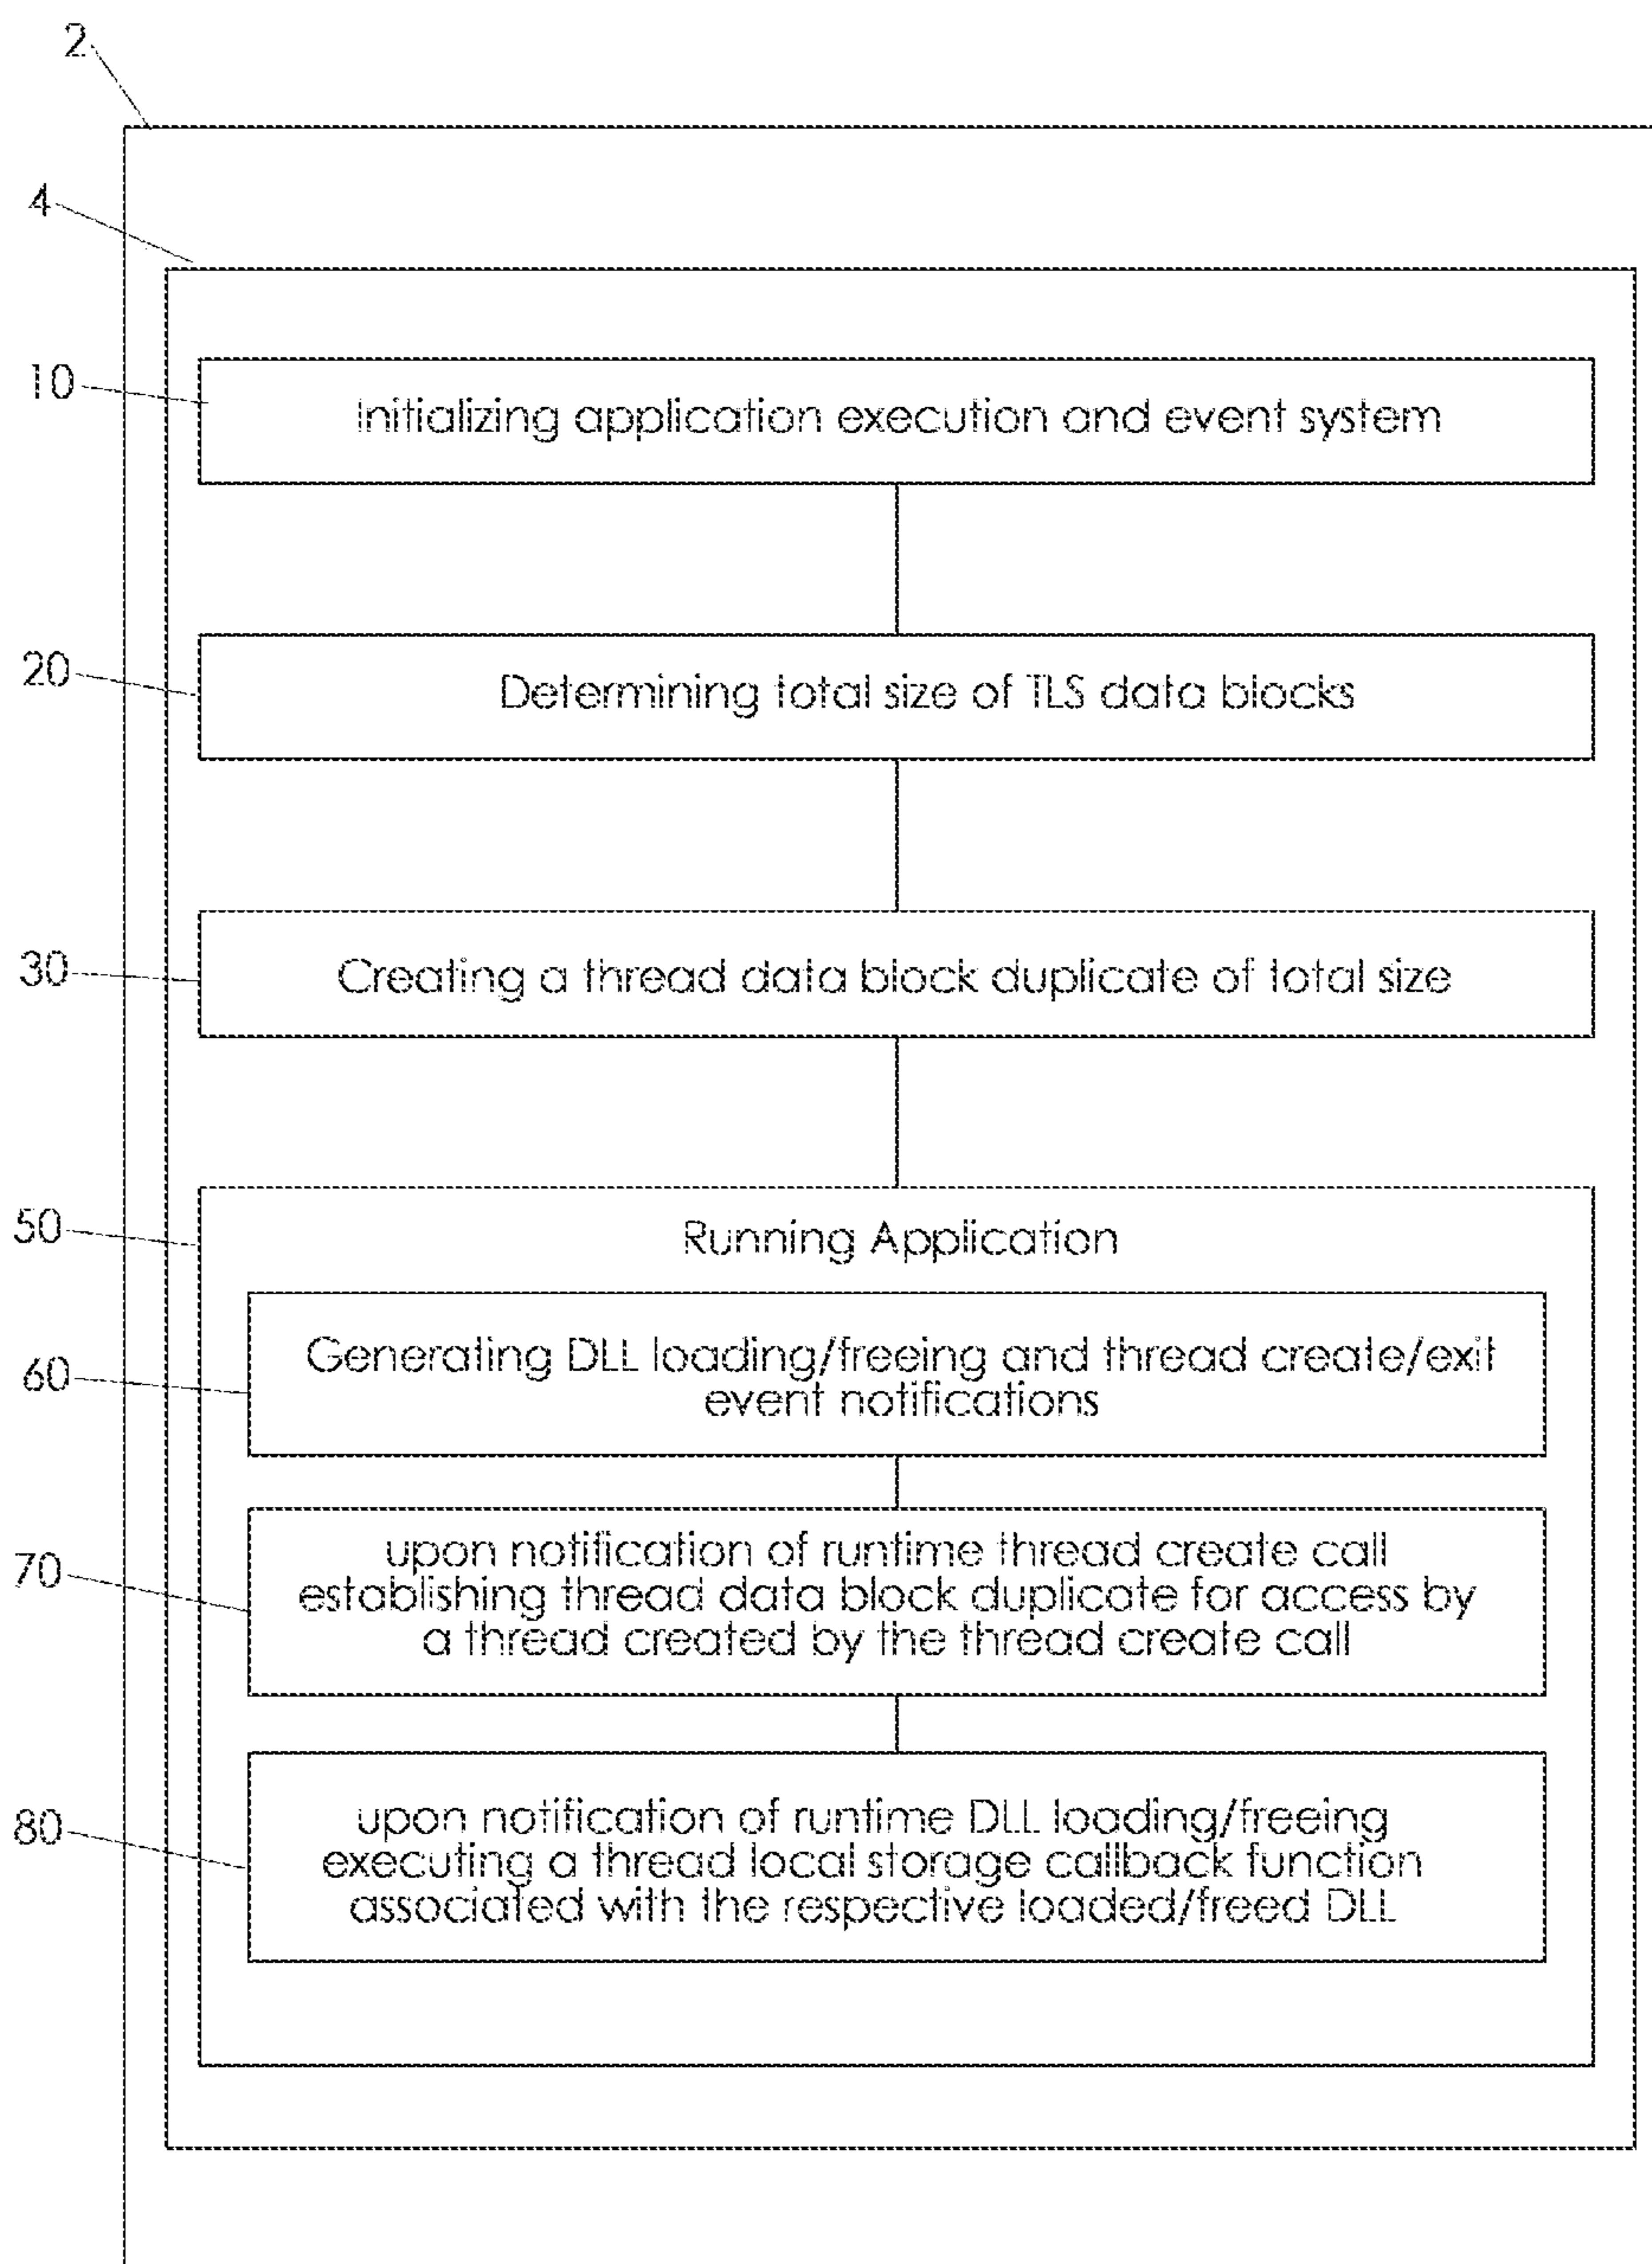 2
4
10
Initializing application execution and event system
20
Determining total size of TLS data blocks
30
Creating a thread data block duplicate of total size
50
Running Application
60
Generating DLL loading/freeing and thread create/exit
event notifications
70
upon notification of runtime thread create call
establishing thread data block duplicate for access by
a thread created by the thread create call
80
upon notification of runtime DLL loading/freeing
executing a thread local storage callback function
associated with the respective loaded/freed DLL